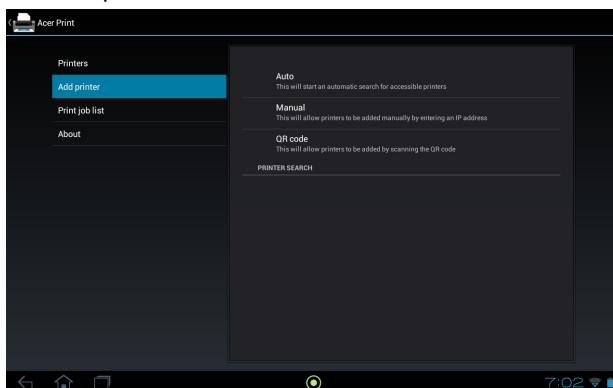 Acer Print
Printers
Add printer
Print job list
About
Auto
This will start an automatic search for accessible printers
Manual
This will allow printers to be added manually by entering an IP address
QR code
This will allow printers to be added by scanning the QR code
PRINTER SEARCH
7:02